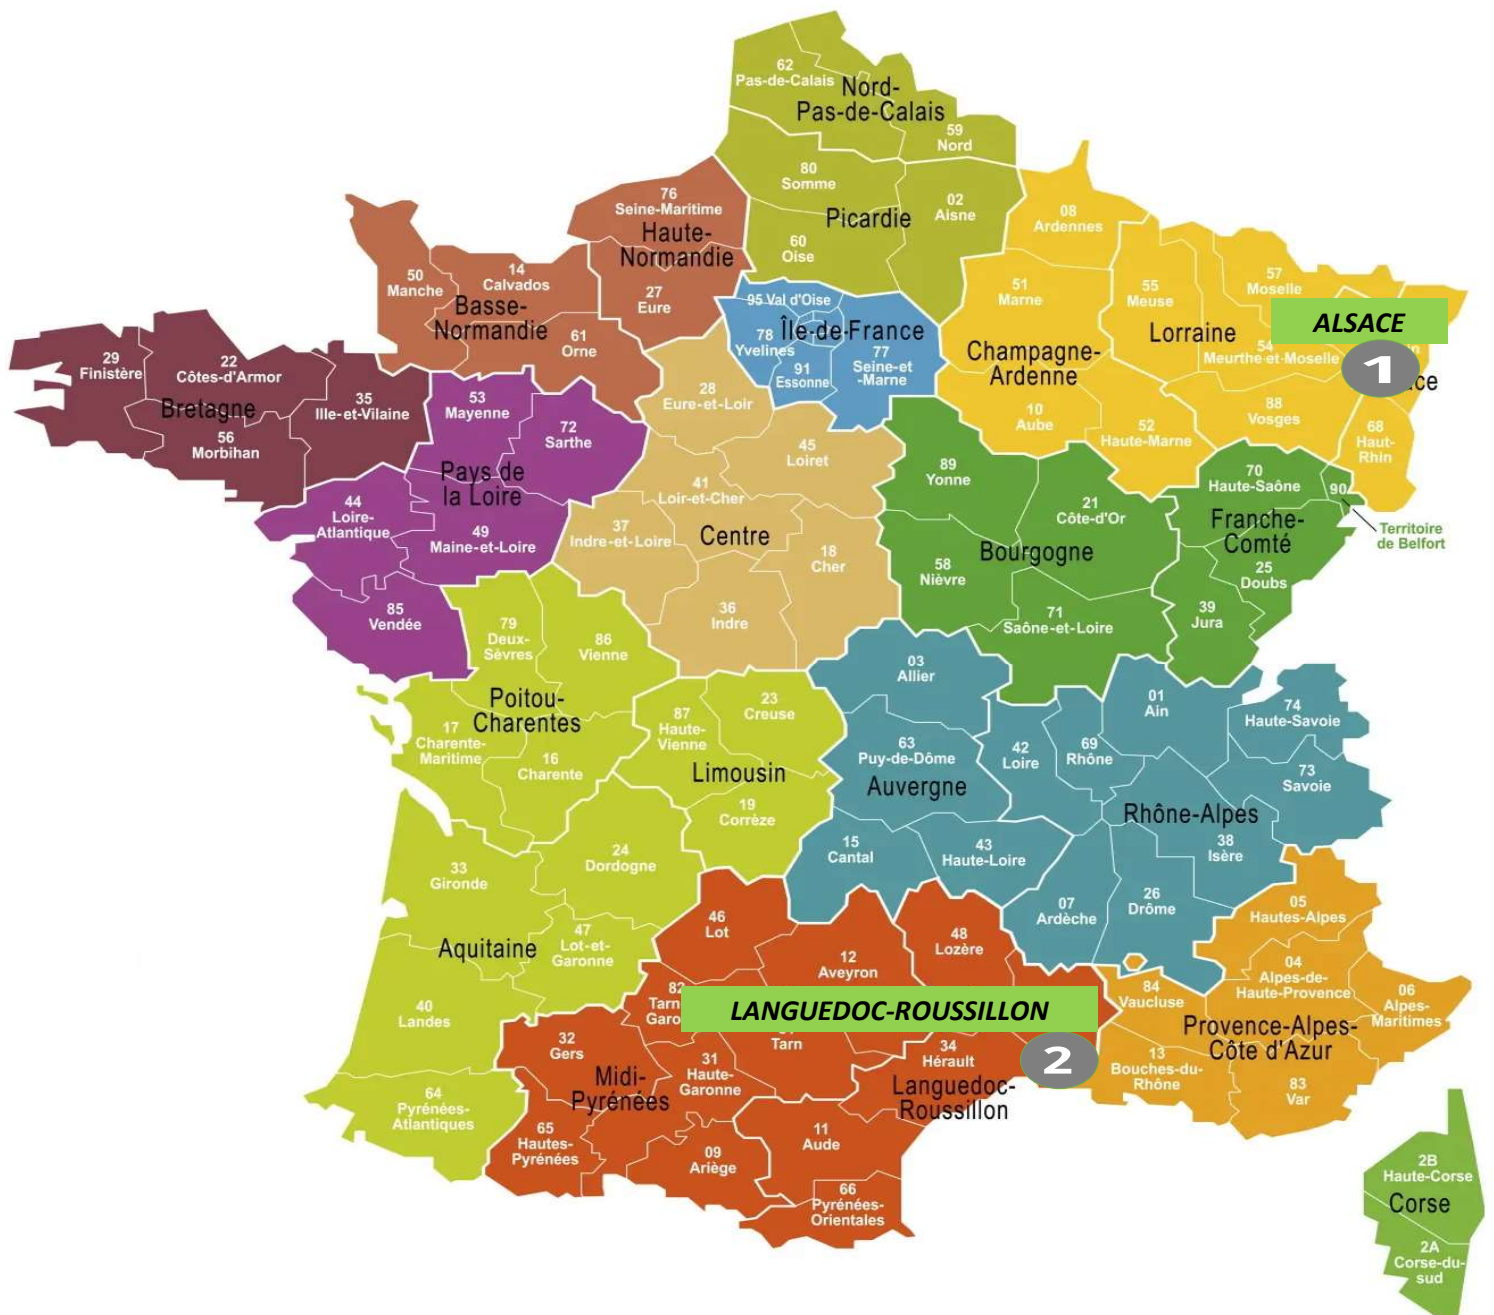 62
Pas-de-Calais
Nord-
Pas-de-Calais
59
Nord
80
Somme
Picardie
02
Aisne
60
Oise
76
Seine-Maritime
Haute-
Normandie
27
Eure
50
Manche
14
Calvados
Basse-
Normandie
61
Orne
08
Ardennes
51
Marne
55
Meuse
57
Moselle
Lorraine
ALSACE
54
Meurthe et-Moselle
1
Champagne-
Ardenne
10
Aube
52
Haute-Marne
88
Vosges
68
Haut-
Rhin
95 Val d'Oise
Île-de-France
78
Yvelines
91
Essonne
77
Seine-et
-Marne
29
Finistère
22
Côtes-d'Armor
Bretagne
35
Ille-et-Vilaine
56
Morbihan
53
Mayenne
72
Sarthe
Pays de
la Loire
44
Loire-
Atlantique
49
Maine-et-Loire
85
Vendée
28
Eure-et-Loir
45
Loiret
41
Loir-et-Cher
37
Indre-et-Loire
Centre
18
Cher
36
Indre
89
Yonne
21
Côte-d'Or
Bourgogne
58
Nièvre
71
Saône-et-Loire
70
Haute-Saône
90
Territoire
de Belfort
Franche-
Comté
25
Doubs
39
Jura
79
Deux-
Sèvres
86
Vienne
Poitou-
Charentes
17
Charente-
Maritime
16
Charente
87
Haute-
Vienne
23
Creuse
Limousin
19
Corrèze
03
Allier
63
Puy-de-Dôme
Auvergne
15
Cantal
43
Haute-Loire
42
Loire
69
Rhône
01
Ain
74
Haute-Savoie
73
Savoie
Rhône-Alpes
38
Isère
07
Ardèche
26
Drôme
24
Dordogne
33
Gironde
47
Lot-et-
Garonne
Aquitaine
40
Landes
64
Pyrénées-
Atlantiques
46
Lot
12
Aveyron
48
Lozère
82
Tarn
Garo
LANGUEDOC-ROUSSILLON
2
Tarn
32
Gers
31
Haute-
Garonne
Midi-
Pyrénées
65
Hautes-
Pyrénées
09
Ariège
34
Hérault
Languedoc-
Roussillon
11
Aude
66
Pyrénées-
Orientales
05
Hautes-Alpes
04
Alpes-de-
Haute-Provence
06
Alpes-
Maritimes
84
Vaucluse
Provence-Alpes-
Côte d'Azur
13
Bouches-du-
Rhône
83
Var
2B
Haute-Corse
Corse
2A
Corse-du-
sud